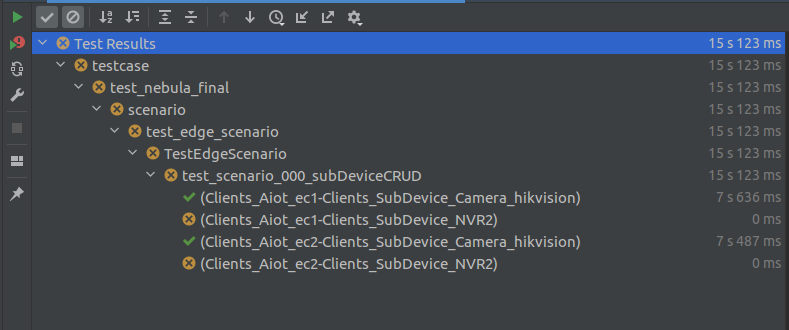 Test Results 15 s 123 ms
testcase 15 s 123 ms
test_nebula_final 15 s 123 ms
scenario 15 s 123 ms
test_edge_scenario 15 s 123 ms
TestEdgeScenario 15 s 123 ms
test_scenario_000_subDeviceCRUD 15 s 123 ms
(Clients_Aiot_ec1-Clients_SubDevice_Camera_hikvision) 7 s 636 ms
(Clients_Aiot_ec1-Clients_SubDevice_NVR2) 0 ms
(Clients_Aiot_ec2-Clients_SubDevice_Camera_hikvision) 7 s 487 ms
(Clients_Aiot_ec2-Clients_SubDevice_NVR2) 0 ms